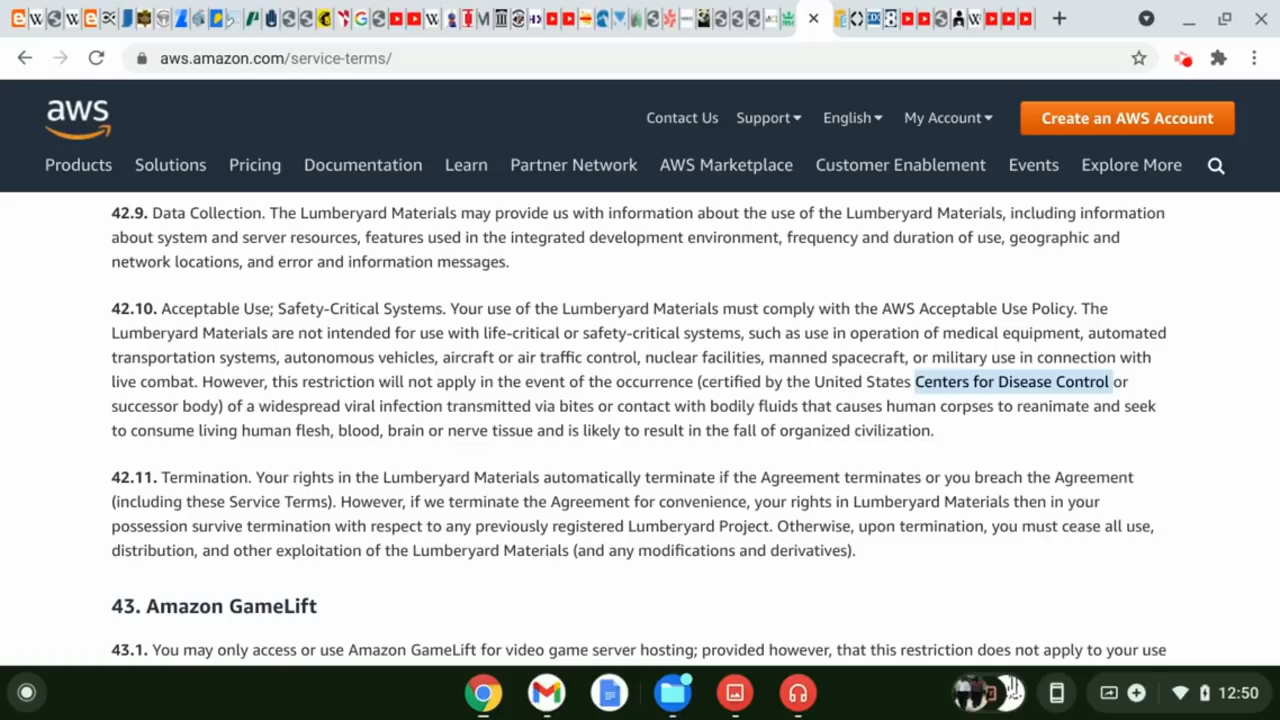 aws.amazon.com/service-terms/
aws
Contact Us Support English My Account Create an AWS Account
Products Solutions Pricing Documentation Learn Partner Network AWS Marketplace Customer Enablement Events Explore More
42.9. Data Collection. The Lumberyard Materials may provide us with information about the use of the Lumberyard Materials, including information
about system and server resources, features used in the integrated development environment, frequency and duration of use, geographic and
network locations, and error and information messages.
42.10. Acceptable Use; Safety-Critical Systems. Your use of the Lumberyard Materials must comply with the AWS Acceptable Use Policy. The
Lumberyard Materials are not intended for use with life-critical or safety-critical systems, such as use in operation of medical equipment, automated
transportation systems, autonomous vehicles, aircraft or air traffic control, nuclear facilities, manned spacecraft, or military use in connection with
live combat. However, this restriction will not apply in the event of the occurrence (certified by the United States Centers for Disease Control or
successor body) of a widespread viral infection transmitted via bites or contact with bodily fluids that causes human corpses to reanimate and seek
to consume living human flesh, blood, brain or nerve tissue and is likely to result in the fall of organized civilization.
42.11. Termination. Your rights in the Lumberyard Materials automatically terminate if the Agreement terminates or you breach the Agreement
(including these Service Terms). However, if we terminate the Agreement for convenience, your rights in Lumberyard Materials then in your
possession survive termination with respect to any previously registered Lumberyard Project. Otherwise, upon termination, you must cease all use,
distribution, and other exploitation of the Lumberyard Materials (and any modifications and derivatives).
43. Amazon GameLift
43.1. You may only access or use Amazon GameLift for video game server hosting; provided however, that this restriction does not apply to your use
12:50